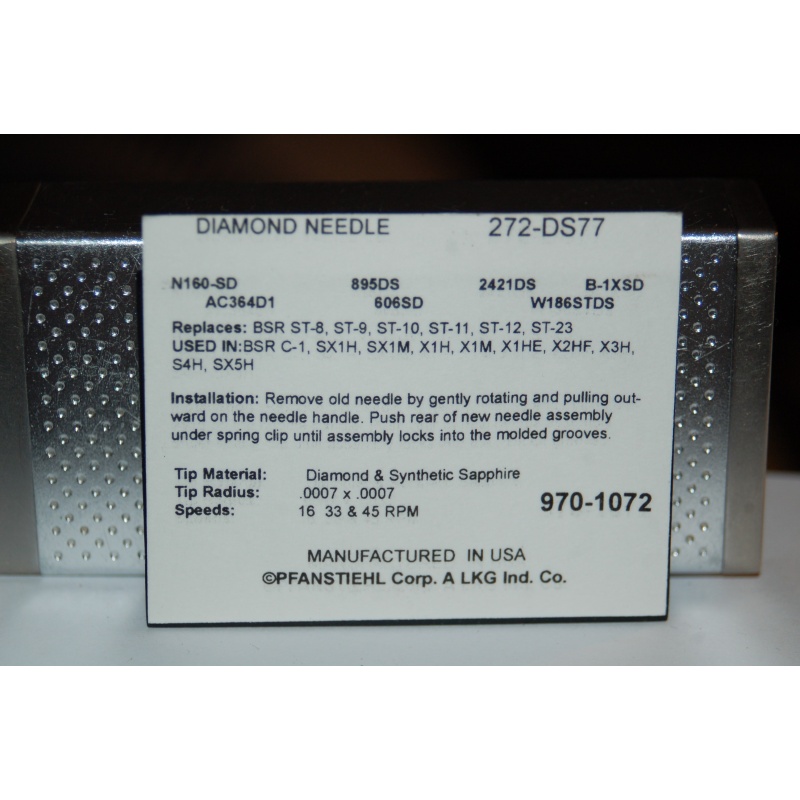 DIAMOND NEEDLE 272-DS77
N160-SD 895DS 2421DS B-1XSD
AC364D1 606SD W186STDS
Replaces: BSR ST-8, ST-9, ST-10, ST-11, ST-12, ST-23
USED IN:BSR C-1, SX1H, SX1M, X1H, X1M, X1HE, X2HF, X3H,
S4H, SX5H
Installation: Remove old needle by gently rotating and pulling out-
ward on the needle handle. Push rear of new needle assembly
under spring clip until assembly locks into the molded grooves.
Tip Material: Diamond & Synthetic Sapphire
Tip Radius: .0007 x .0007
Speeds: 16 33 & 45 RPM
970-1072
MANUFACTURED IN USA
©PFANSTIEHL Corp. A LKG Ind. Co.